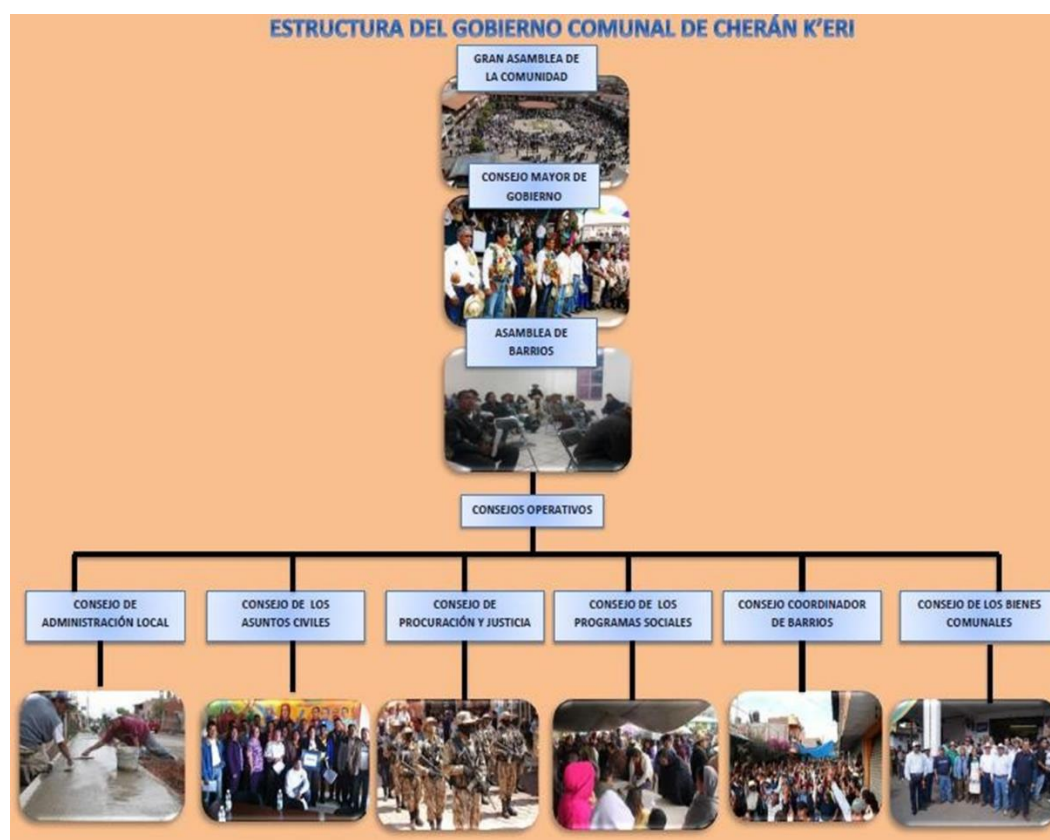 ESTRUCTURA DEL GOBIERNO COMUNAL DE CHERÁN K'ERI
GRAN ASAMBLEA DE
LA COMUNIDAD
CONSEJO MAYOR DE
GOBIERNO
ASAMBLEA DE
BARRIOS
CONSEJOS OPERATIVOS
CONSEJO DE
ADMINISTRACIÓN LOCAL
CONSEJO DE LOS
ASUNTOS CIVILES
CONSEJO DE
PROCURACIÓN Y JUSTICIA
CONSEJO DE LOS
PROGRAMAS SOCIALES
CONSEJO COORDINADOR
DE BARRIOS
CONSEJO DE LOS BIENES
COMUNALES